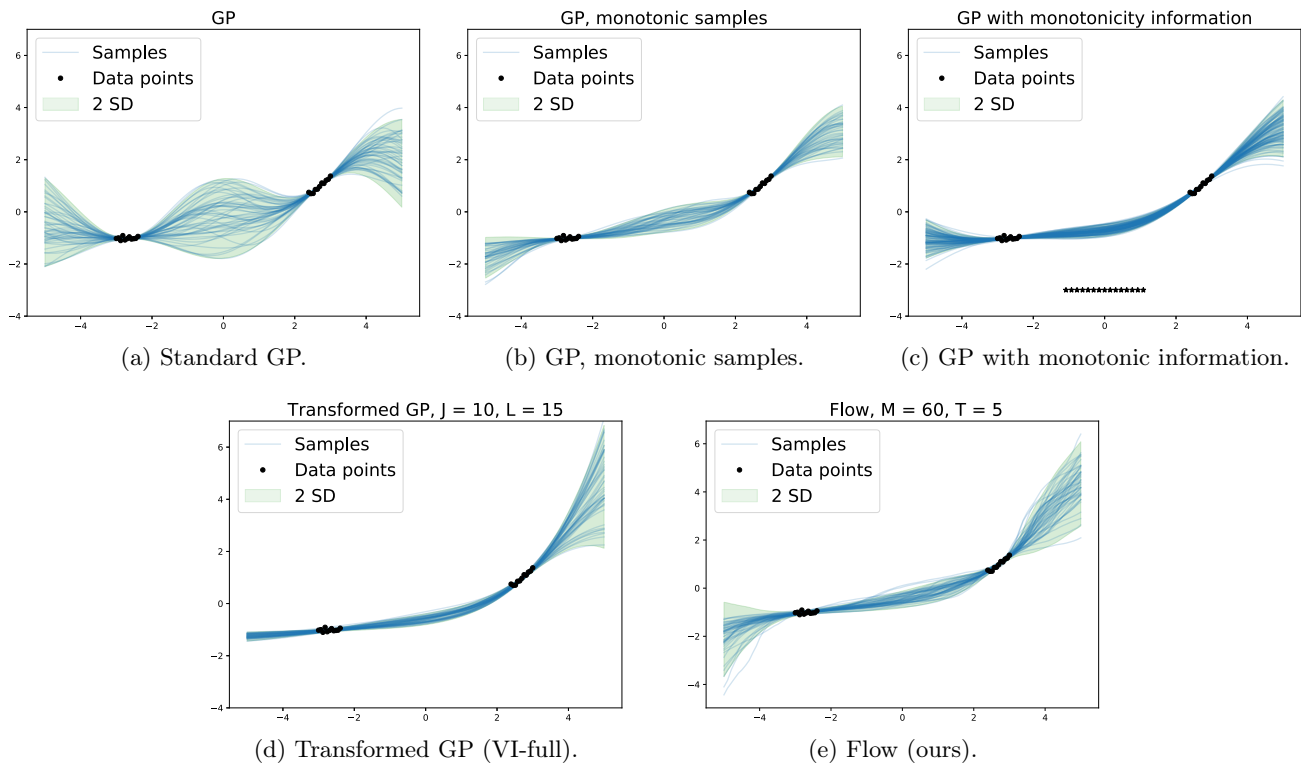 GP
GP, monotonic samples
GP with monotonicity information
Samples
Data points
2 SD
Samples
Data points
2 SD
Samples
Data points
2 SD
6
4
2
0
−2
−4
6
4
2
0
−2
−4
6
4
2
0
−2
−4
−4 −2 0 2 4
−4 −2 0 2 4
−4 −2 0 2 4
(a) Standard GP.
(b) GP, monotonic samples.
(c) GP with monotonic information.
Transformed GP, J = 10, L = 15
Flow, M = 60, T = 5
Samples
Data points
2 SD
Samples
Data points
2 SD
6
4
2
0
−2
−4
6
4
2
0
−2
−4
−4 −2 0 2 4
−4 −2 0 2 4
(d) Transformed GP (VI-full).
(e) Flow (ours).